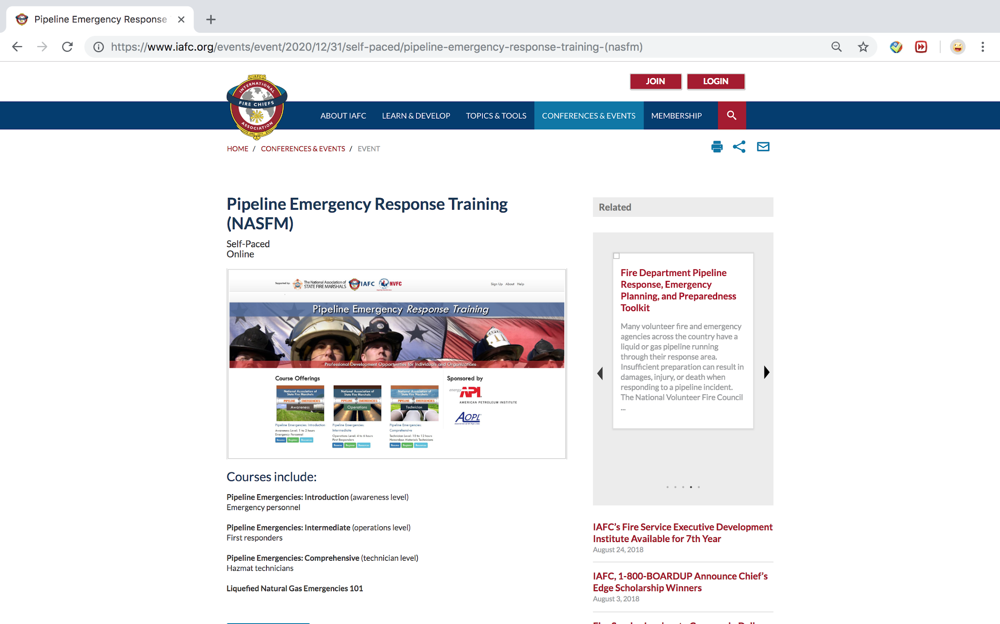 Pipeline Emergency Response
https://www.iafc.org/events/event/2020/12/31/self-paced/pipeline-emergency-response-training-(nasfm)
JOIN
LOGIN
IAFC
INTERNATIONAL
FIRE CHIEFS
ASSOCIATION
ORG 1873
ABOUT IAFC
LEARN & DEVELOP
TOPICS & TOOLS
CONFERENCES & EVENTS
MEMBERSHIP
HOME / CONFERENCES & EVENTS / EVENT
Pipeline Emergency Response Training
(NASFM)
Self-Paced
Online
Supported by:
The National Association of
STATE FIRE MARSHALS
IAFC
NVFC
Sign Up About Help
Pipeline Emergency Response Training
Professional Development Opportunities for Individuals and Organizations
Course Offerings
National Association of
State Fire Marshals
PIPELINE EMERGENCIES
Awareness
Pipeline Emergencies: Introduction
Awareness Level: 1 to 2 hours
Emergency Personnel
Resume Register Resources
National Association of
State Fire Marshals
PIPELINE EMERGENCIES
Operations
Pipeline Emergencies:
Intermediate
Operations Level: 4 to 6 hours
First Responders
Resume Register Resources
National Association of
State Fire Marshals
PIPELINE EMERGENCIES
Technician
Pipeline Emergencies:
Comprehensive
Technician Level: 10 to 12 hours
Hazardous Materials Technicians
Resume Register Resources
Sponsored by
energy API
AMERICAN PETROLEUM INSTITUTE
AOPL
Association of Oil Pipe Lines
Courses include:
Pipeline Emergencies: Introduction (awareness level)
Emergency personnel
Pipeline Emergencies: Intermediate (operations level)
First responders
Pipeline Emergencies: Comprehensive (technician level)
Hazmat technicians
Liquefied Natural Gas Emergencies 101
Related
Fire Department Pipeline
Response, Emergency
Planning, and Preparedness
Toolkit
Many volunteer fire and emergency
agencies across the country have a
liquid or gas pipeline running
through their response area.
Insufficient preparation can result in
damages, injury, or death when
responding to a pipeline incident.
The National Volunteer Fire Council
...
IAFC’s Fire Service Executive Development
Institute Available for 7th Year
August 24, 2018
IAFC, 1-800-BOARDUP Announce Chief’s
Edge Scholarship Winners
August 3, 2018